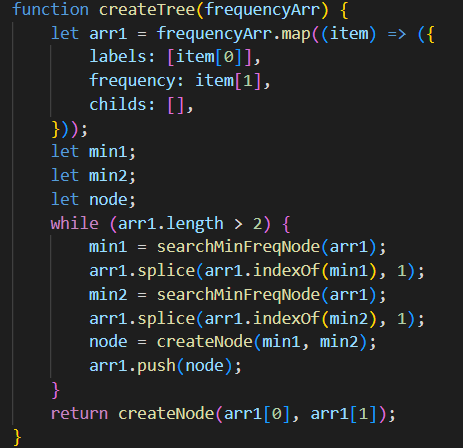 function createTree(frequencyArr) {
    let arr1 = frequencyArr.map((item) => ({
        labels: [item[0]],
        frequency: item[1],
        childs: [],
    }));
    let min1;
    let min2;
    let node;
    while (arr1.length > 2) {
        min1 = searchMinFreqNode(arr1);
        arr1.splice(arr1.indexOf(min1), 1);
        min2 = searchMinFreqNode(arr1);
        arr1.splice(arr1.indexOf(min2), 1);
        node = createNode(min1, min2);
        arr1.push(node);
    }
    return createNode(arr1[0], arr1[1]);
}